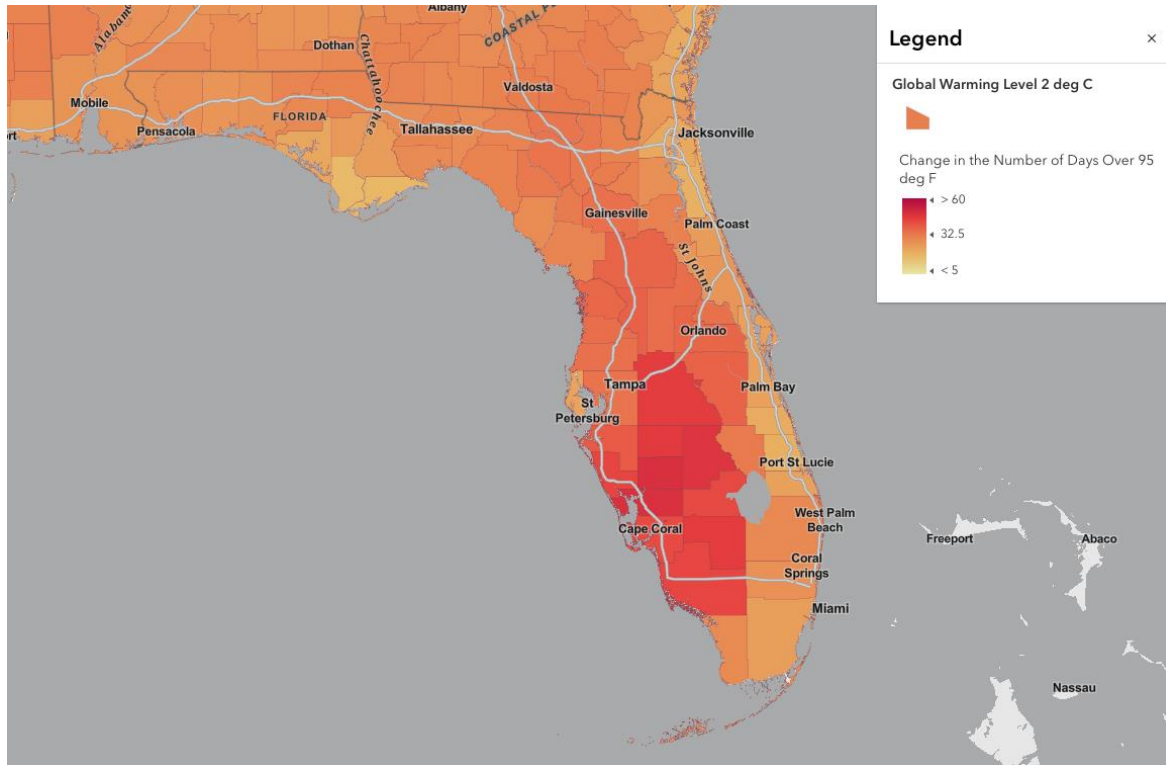 Albany
COASTAL P
Alabam
Dothan
Chattahoochee
Valdosta
Mobile
Pensacola
FLORIDA
Tallahassee
Jacksonville
rt
Gainesville
Palm Coast
St Johns
Orlando
Tampa
Palm Bay
St
Petersburg
Port St Lucie
Cape Coral
West Palm
Beach
Coral
Springs
Miami
Freeport
Abaco
Nassau
Legend
×
Global Warming Level 2 deg C
Change in the Number of Days Over 95
deg F
> 60
32.5
< 5